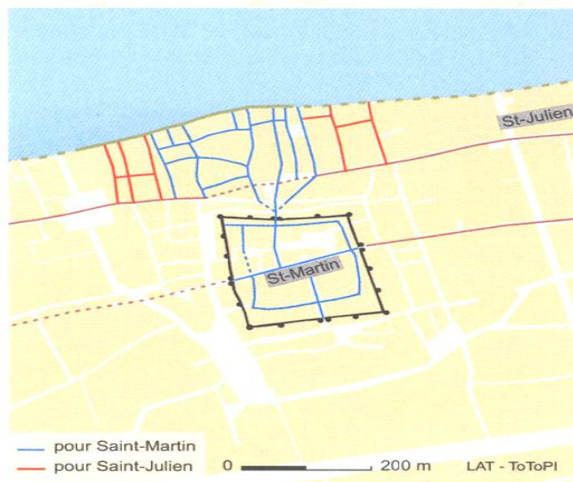 St-Julien
St-Martin
pour Saint-Martin
pour Saint-Julien
0 200 m LAT - ToToPI